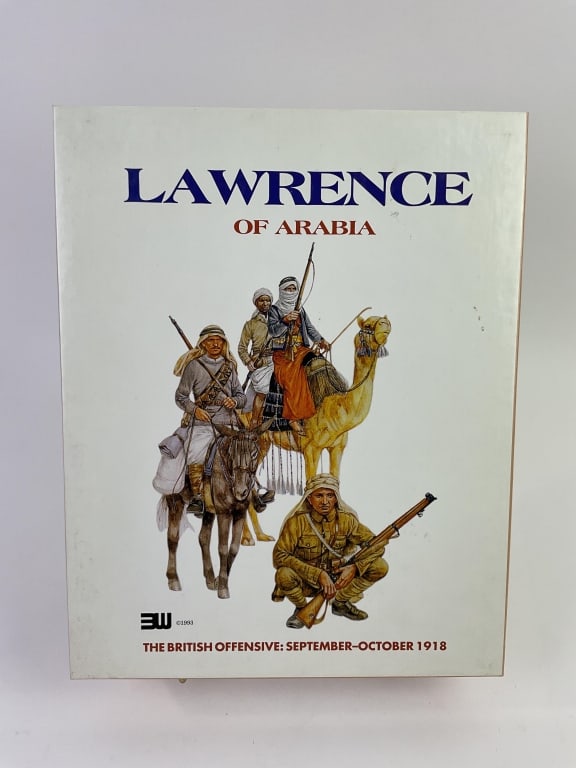 LAWRENCE
OF ARABIA
3W ©1993
THE BRITISH OFFENSIVE: SEPTEMBER–OCTOBER 1918